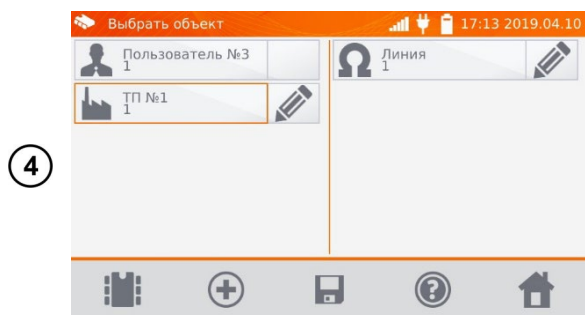 Выбрать объект
17:13 2019.04.10
Пользователь №3
1
ТП №1
1
Линия
1
4